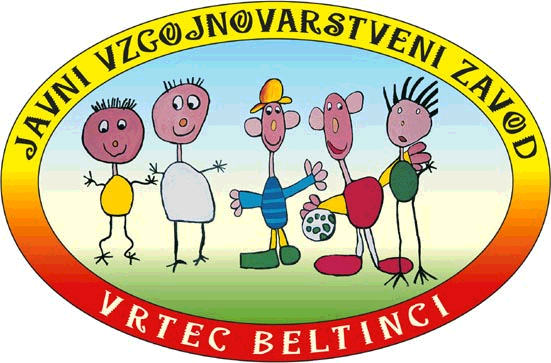 JAVNI VZGOJNOVARSTVENI ZAVOD
VRTEC BELTINCI